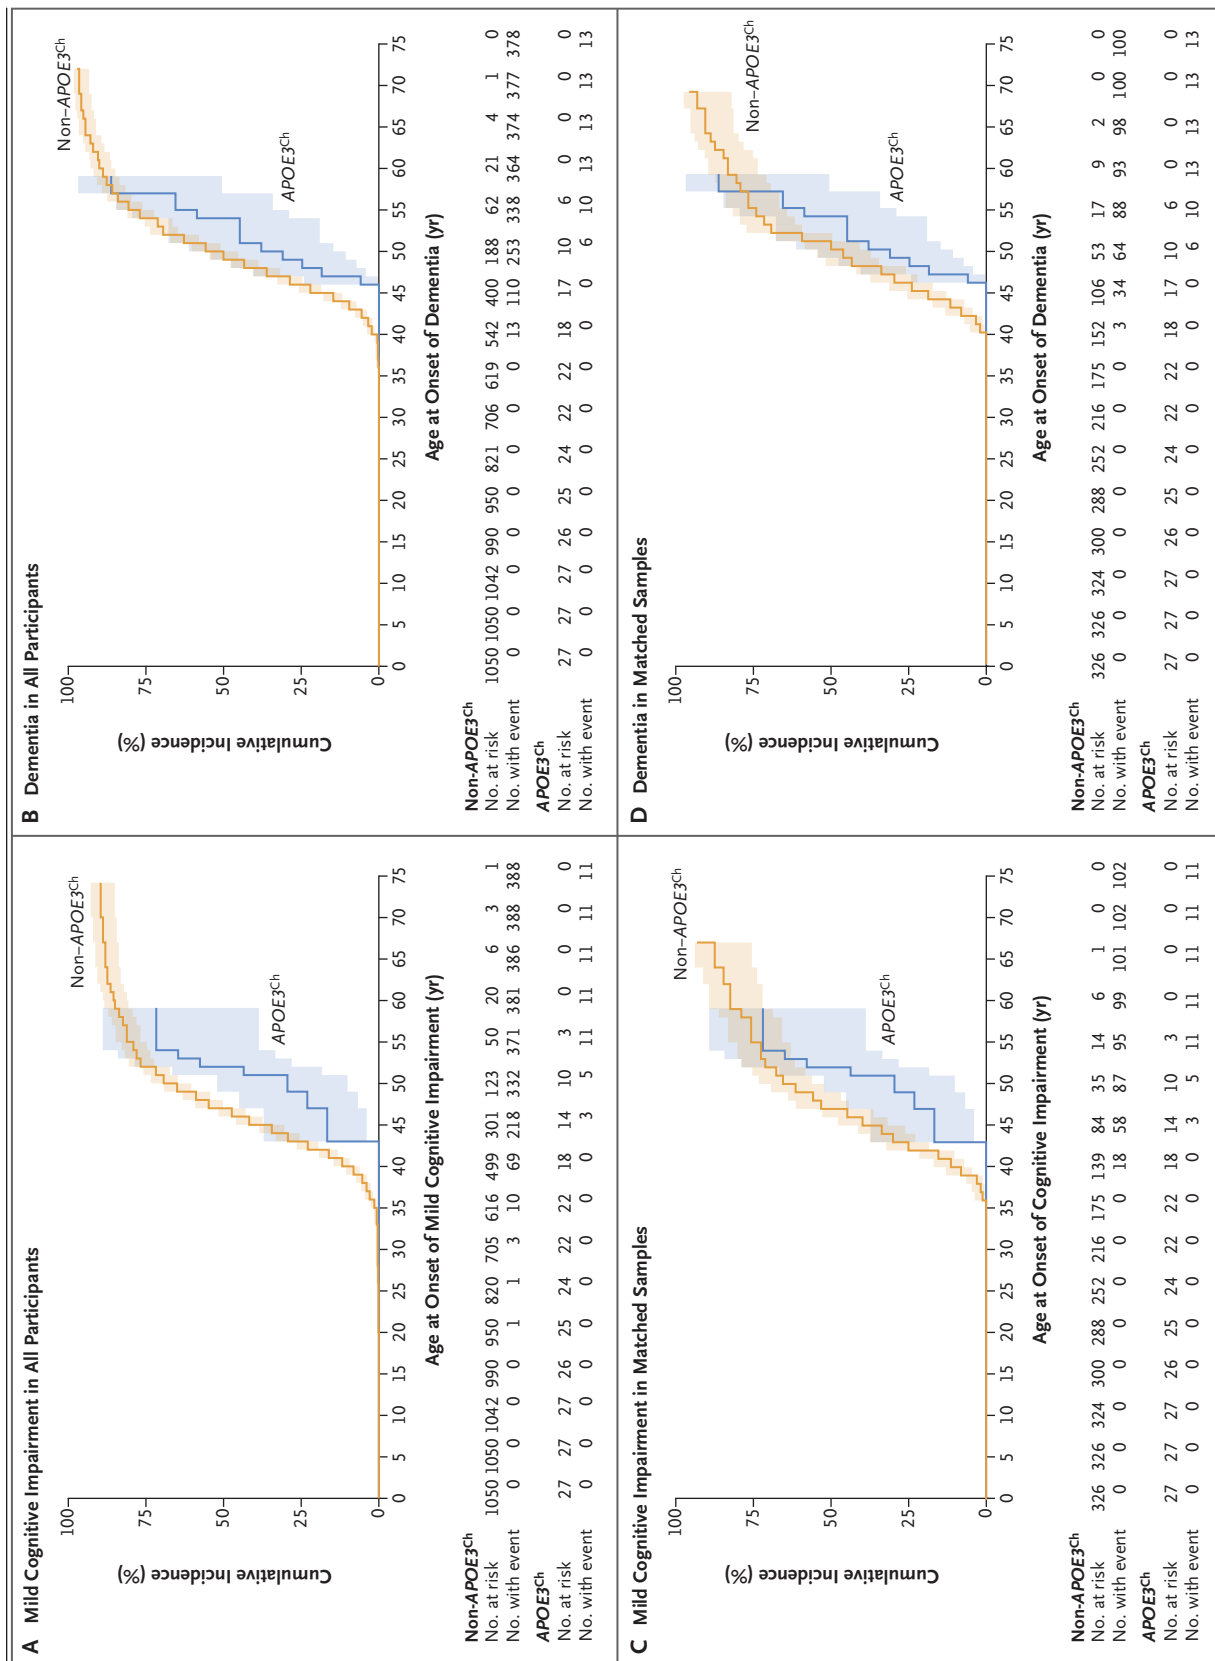 A Mild Cognitive Impairment in All Participants
Cumulative Incidence (%)
100
75
50
25
0
Non–APOE3Ch
APOE3Ch
0 5 10 15 20 25 30 35 40 45 50 55 60 65 70 75
Age at Onset of Mild Cognitive Impairment (yr)
Non-APOE3Ch
No. at risk 1050 1050 1042 990 950 820 705 616 499 301 123 50 20 6 3 1
No. with event 0 0 0 0 1 1 3 10 69 218 332 371 381 386 388 388
APOE3Ch
No. at risk 27 27 27 26 25 24 22 22 18 14 10 3 0 0 0 0
No. with event 0 0 0 0 0 0 0 0 0 3 5 11 11 11 11 11
B Dementia in All Participants
Cumulative Incidence (%)
100
75
50
25
0
Non–APOE3Ch
APOE3Ch
0 5 10 15 20 25 30 35 40 45 50 55 60 65 70 75
Age at Onset of Dementia (yr)
Non-APOE3Ch
No. at risk 1050 1050 1042 990 950 821 706 619 542 400 188 62 21 4 1 0
No. with event 0 0 0 0 0 0 0 0 13 110 253 338 364 374 377 378
APOE3Ch
No. at risk 27 27 27 26 25 24 22 22 18 17 10 6 0 0 0 0
No. with event 0 0 0 0 0 0 0 0 0 0 6 10 13 13 13 13
C Mild Cognitive Impairment in Matched Samples
Cumulative Incidence (%)
100
75
50
25
0
Non–APOE3Ch
APOE3Ch
0 5 10 15 20 25 30 35 40 45 50 55 60 65 70 75
Age at Onset of Cognitive Impairment (yr)
Non-APOE3Ch
No. at risk 326 326 324 300 288 252 216 175 139 84 35 14 6 1 0 0
No. with event 0 0 0 0 0 0 0 0 18 58 87 95 99 101 102 102
APOE3Ch
No. at risk 27 27 27 26 25 24 22 22 18 14 10 3 0 0 0 0
No. with event 0 0 0 0 0 0 0 0 0 3 5 11 11 11 11 11
D Dementia in Matched Samples
Cumulative Incidence (%)
100
75
50
25
0
Non–APOE3Ch
APOE3Ch
0 5 10 15 20 25 30 35 40 45 50 55 60 65 70 75
Age at Onset of Dementia (yr)
Non-APOE3Ch
No. at risk 326 326 324 300 288 252 216 175 152 106 53 17 9 2 0 0
No. with event 0 0 0 0 0 0 0 0 3 34 64 88 93 98 100 100
APOE3Ch
No. at risk 27 27 27 26 25 24 22 22 18 17 10 6 0 0 0 0
No. with event 0 0 0 0 0 0 0 0 0 0 6 10 13 13 13 13